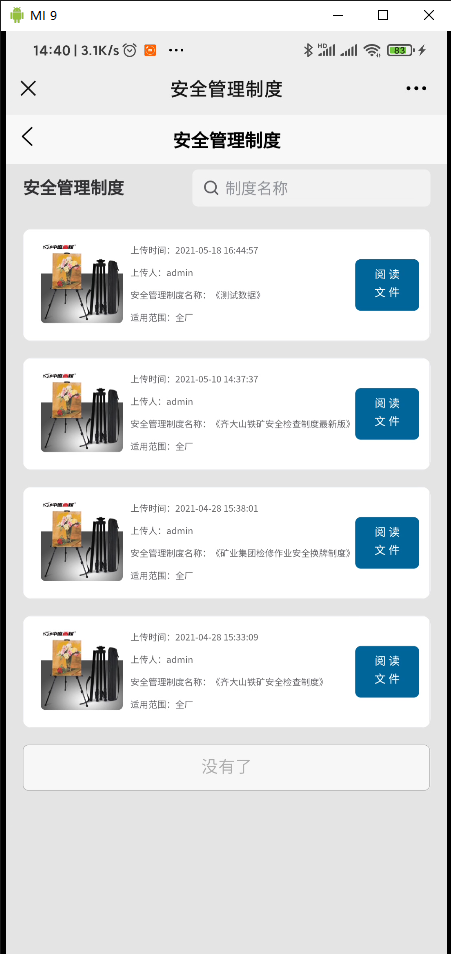 MI 9
14:40 | 3.1K/s
HD
83
安全管理制度
安全管理制度
安全管理制度
制度名称
上传时间：2021-05-18 16:44:57
上传人：admin
安全管理制度名称：《测试数据》
适用范围：全厂
阅读
文件
上传时间：2021-05-10 14:37:37
上传人：admin
安全管理制度名称：《齐大山铁矿安全检查制度最新版》
适用范围：全厂
阅读
文件
上传时间：2021-04-28 15:38:01
上传人：admin
安全管理制度名称：《矿业集团检修作业安全换牌制度》
适用范围：全厂
阅读
文件
上传时间：2021-04-28 15:33:09
上传人：admin
安全管理制度名称：《齐大山铁矿安全检查制度》
适用范围：全厂
阅读
文件
没有了